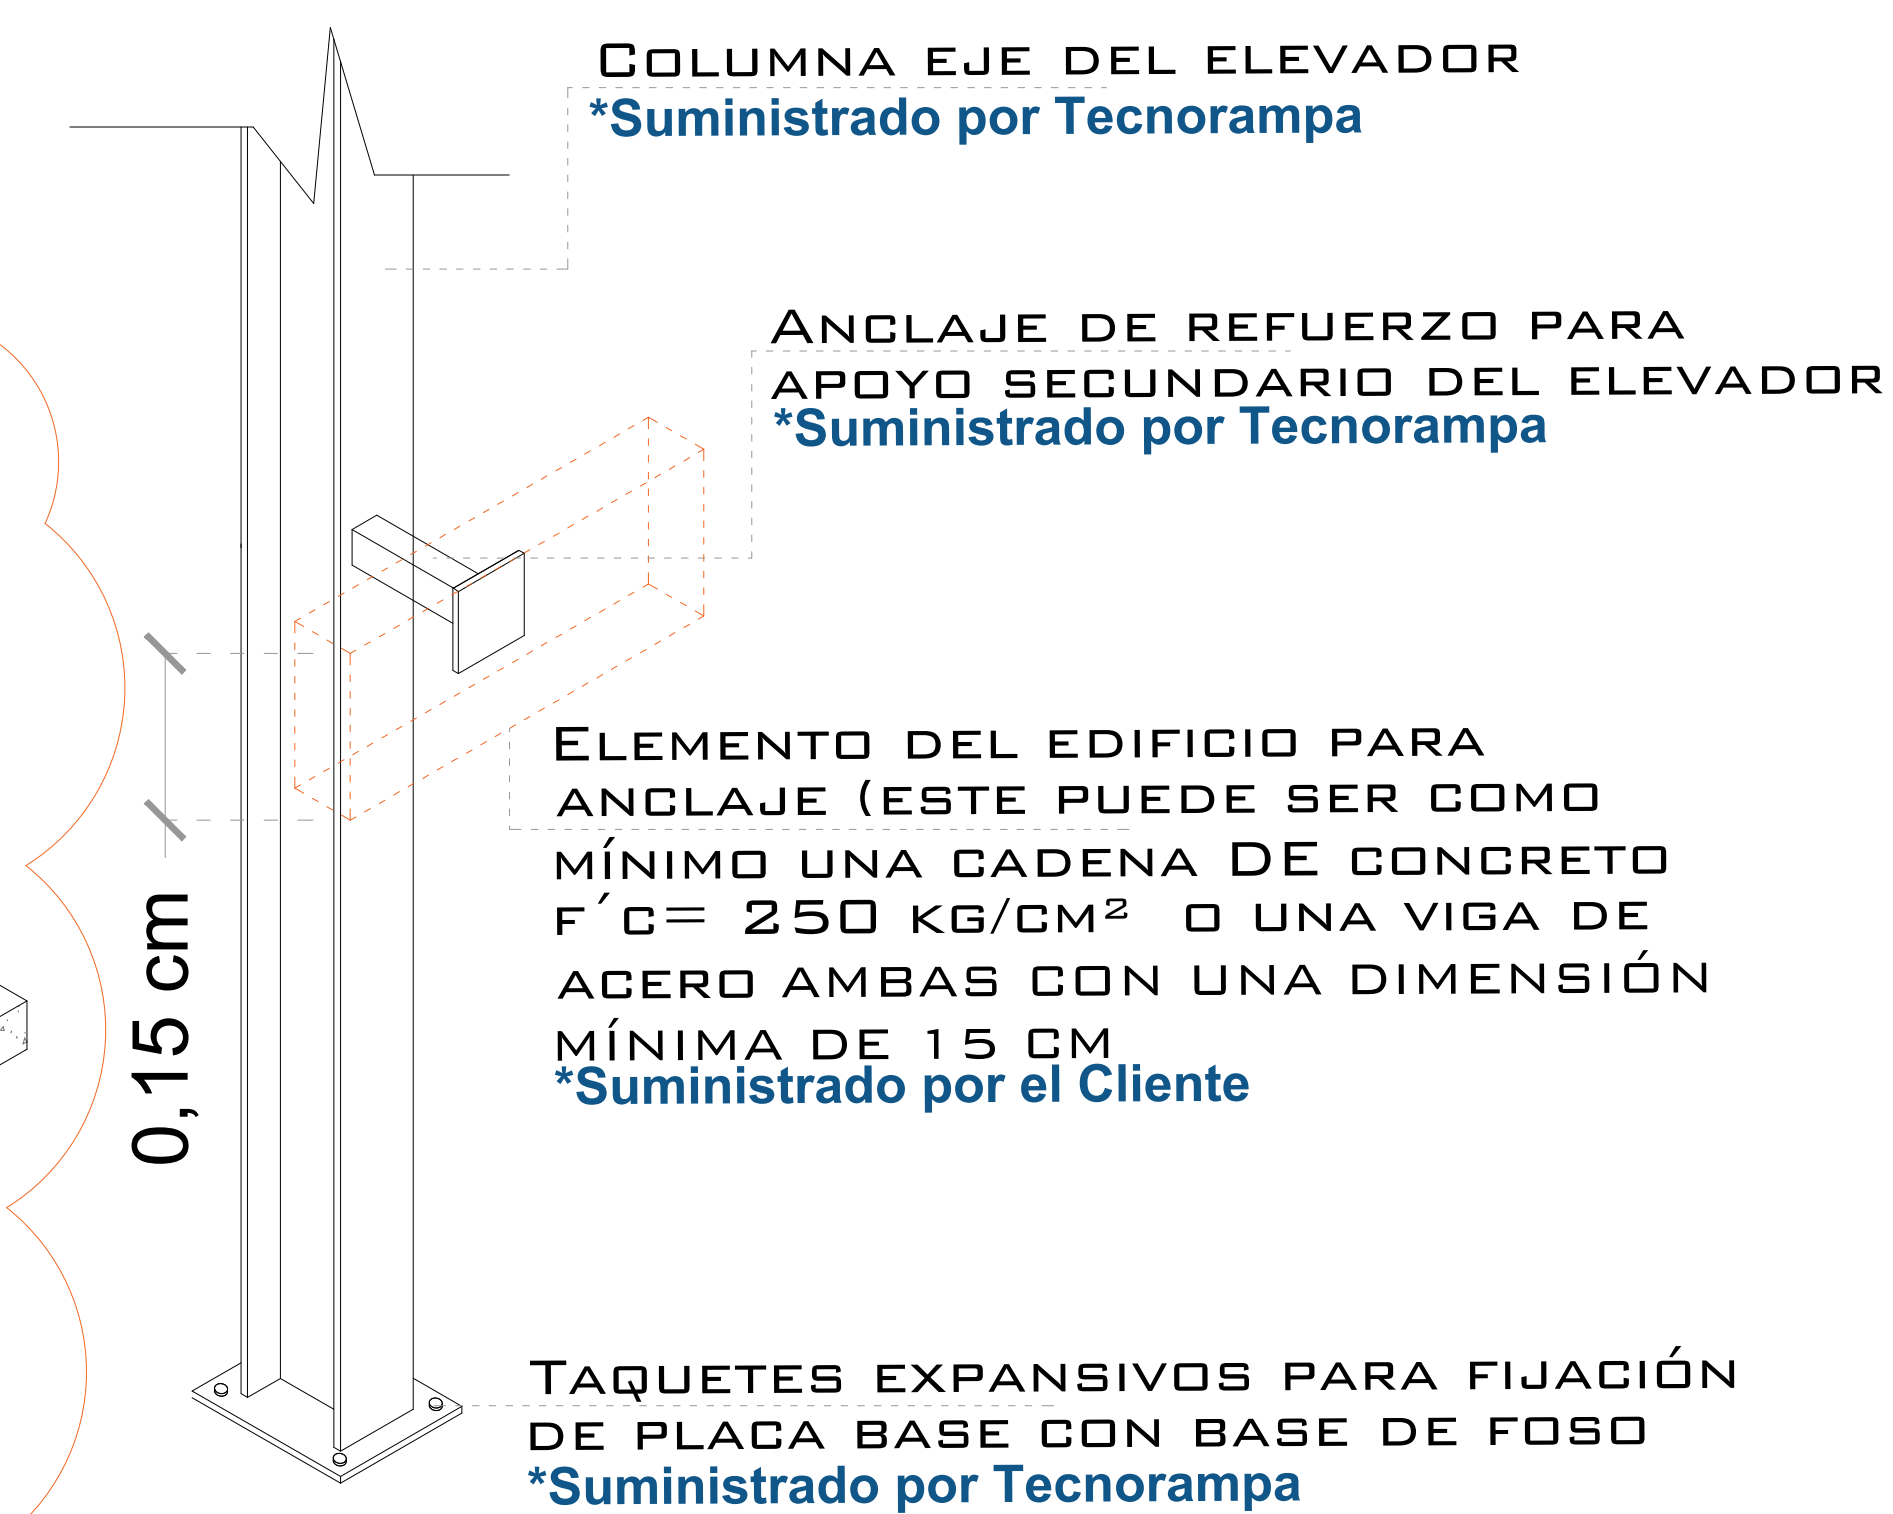 COLUMNA EJE DEL ELEVADOR
*Suministrado por Tecnorampa
ANCLAJE DE REFUERZO PARA
APOYO SECUNDARIO DEL ELEVADOR
*Suministrado por Tecnorampa
ELEMENTO DEL EDIFICIO PARA
ANCLAJE (ESTE PUEDE SER COMO
MÍNIMO UNA CADENA DE CONCRETO
F´C= 250 KG/CM² O UNA VIGA DE
ACERO AMBAS CON UNA DIMENSIÓN
MÍNIMA DE 15 CM
*Suministrado por el Cliente
0,15 cm
TAQUETES EXPANSIVOS PARA FIJACIÓN
DE PLACA BASE CON BASE DE FOSO
*Suministrado por Tecnorampa